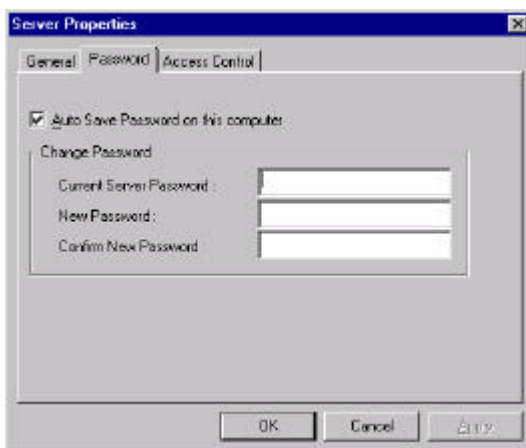 Server Properties
General Password Access Control
Auto Save Password on this computer
Change Password
Current Server Password :
New Password :
Confirm New Password :
OK Cancel Apply